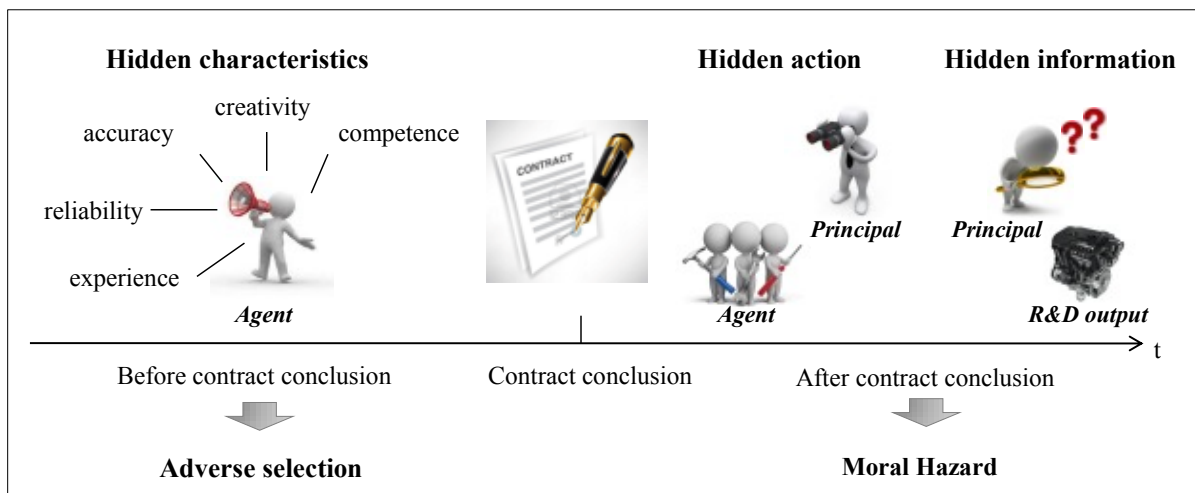 Hidden characteristics
Hidden action
Hidden information
creativity
accuracy
competence
reliability
experience
Agent
CONTRACT
Principal
Agent
??
Principal
R&D output
t
Before contract conclusion
Contract conclusion
After contract conclusion
Adverse selection
Moral Hazard